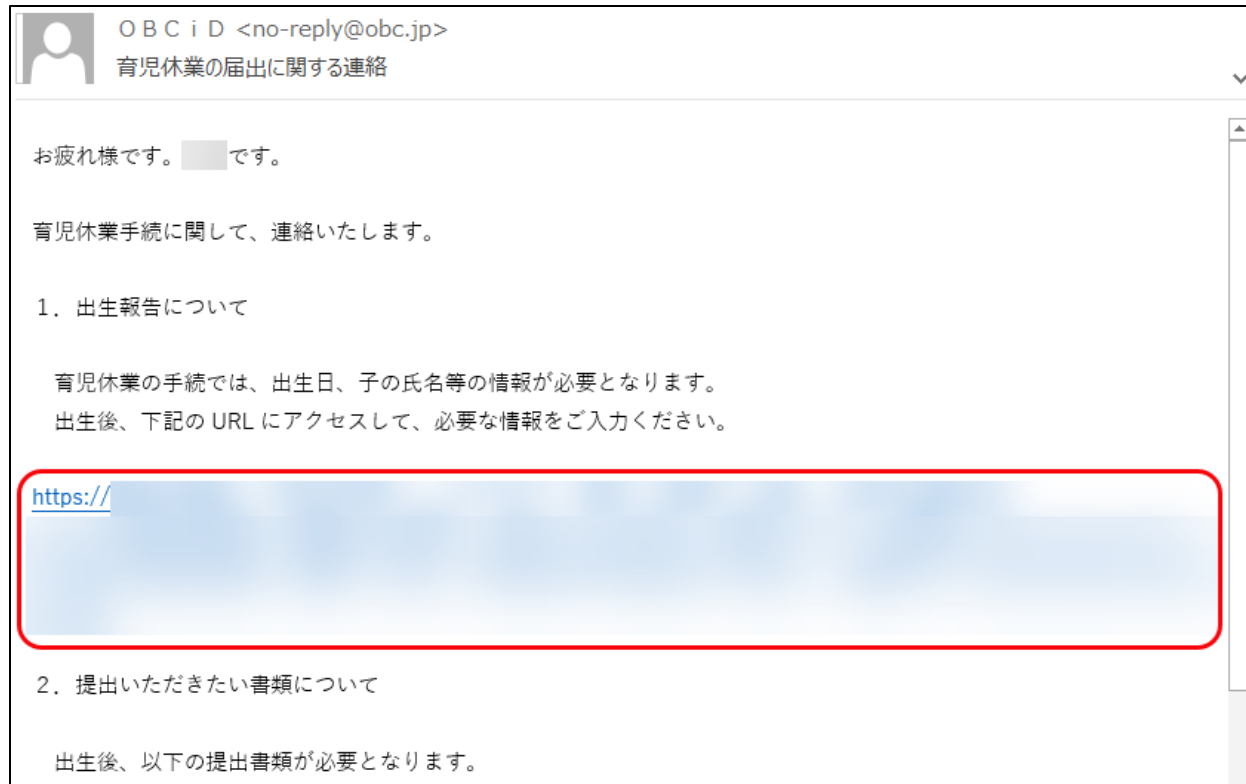 ＯＢＣｉＤ <no-reply@obc.jp>
育児休業の届出に関する連絡
お疲れ様です。 です。
育児休業手続に関して、連絡いたします。
１．出生報告について
育児休業の手続では、出生日、子の氏名等の情報が必要となります。
出生後、下記の URL にアクセスして、必要な情報をご入力ください。
https://
２．提出いただきたい書類について
出生後、以下の提出書類が必要となります。